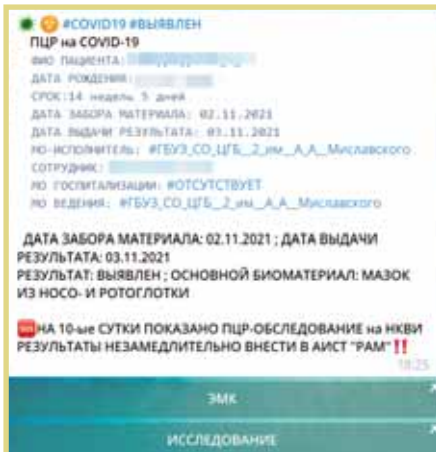 #COVID19 #ВЫЯВЛЕН
ПЦР на COVID-19
ФИО ПАЦИЕНТА:
ДАТА РОЖДЕНИЯ:
СРОК:14 недель 5 дней
ДАТА ЗАБОРА МАТЕРИАЛА: 02.11.2021
ДАТА ВЫДАЧИ РЕЗУЛЬТАТА: 03.11.2021
МО-ИСПОЛНИТЕЛЬ: #ГБУЗ_СО_ЦГБ__2_им__А_А__Миславского
СОТРУДНИК:
МО ГОСПИТАЛИЗАЦИИ: #ОТСУТСТВУЕТ
МО ВЕДЕНИЯ: #ГБУЗ_СО_ЦГБ__2_им__А_А__Миславского
ДАТА ЗАБОРА МАТЕРИАЛА: 02.11.2021 ; ДАТА ВЫДАЧИ
РЕЗУЛЬТАТА: 03.11.2021
РЕЗУЛЬТАТ: ВЫЯВЛЕН ; ОСНОВНОЙ БИОМАТЕРИАЛ: МАЗОК
ИЗ НОСО- И РОТОГЛОТКИ
НА 10-ые СУТКИ ПОКАЗАНО ПЦР-ОБСЛЕДОВАНИЕ на НКВИ
РЕЗУЛЬТАТЫ НЕЗАМЕДЛИТЕЛЬНО ВНЕСТИ В АИСТ "РАМ"‼
18:25
ЭМК
ИССЛЕДОВАНИЕ